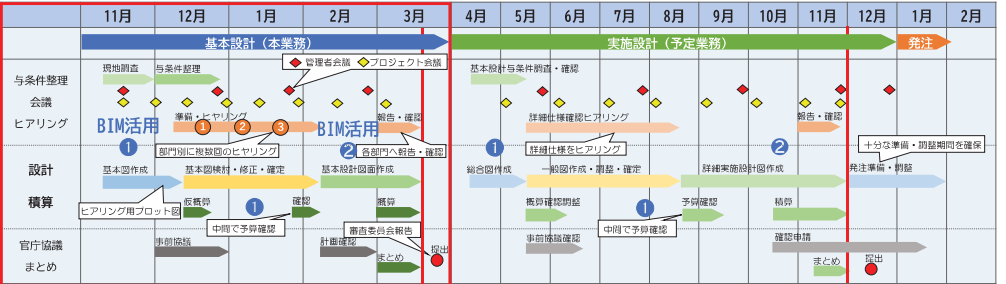 11月 12月 1月 2月 3月 4月 5月 6月 7月 8月 9月 10月 11月 12月 1月 2月
基本設計（本業務） 実施設計（予定業務） 発注
管理者会議 プロジェクト会議
現地調査 与条件整理 基本設計与条件調査・確認
与条件整理
会議
ヒアリング
準備・ヒヤリング 報告・確認 詳細仕様確認ヒアリング 報告・確認
BIM活用 ① ② ③ BIM活用
① 部門別に複数回のヒヤリング ② 各部門へ報告・確認 ① 詳細仕様をヒアリング ② 十分な準備・調整期間を確保
設計
基本図作成 基本図検討・修正・確定 基本設計図面作成 総合図作成 一般図作成・調整・確定 詳細実施設計図作成 発注準備・調整
ヒアリング用プロット図
積算
仮概算 ① 確認 概算 概算確認調整 ① 予算確認 積算
中間で予算確認 審査委員会報告 中間で予算確認
官庁協議
事前協議 計画確認 提出 事前協議確認 確認申請
まとめ
まとめ まとめ 提出